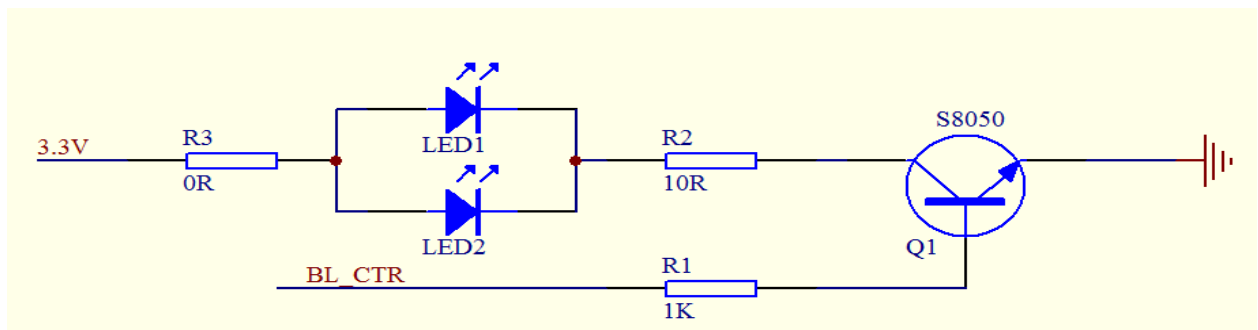 S8050
3.3V
R3
0R
LED1
R2
10R
LED2
Q1
BL_CTR
R1
1K